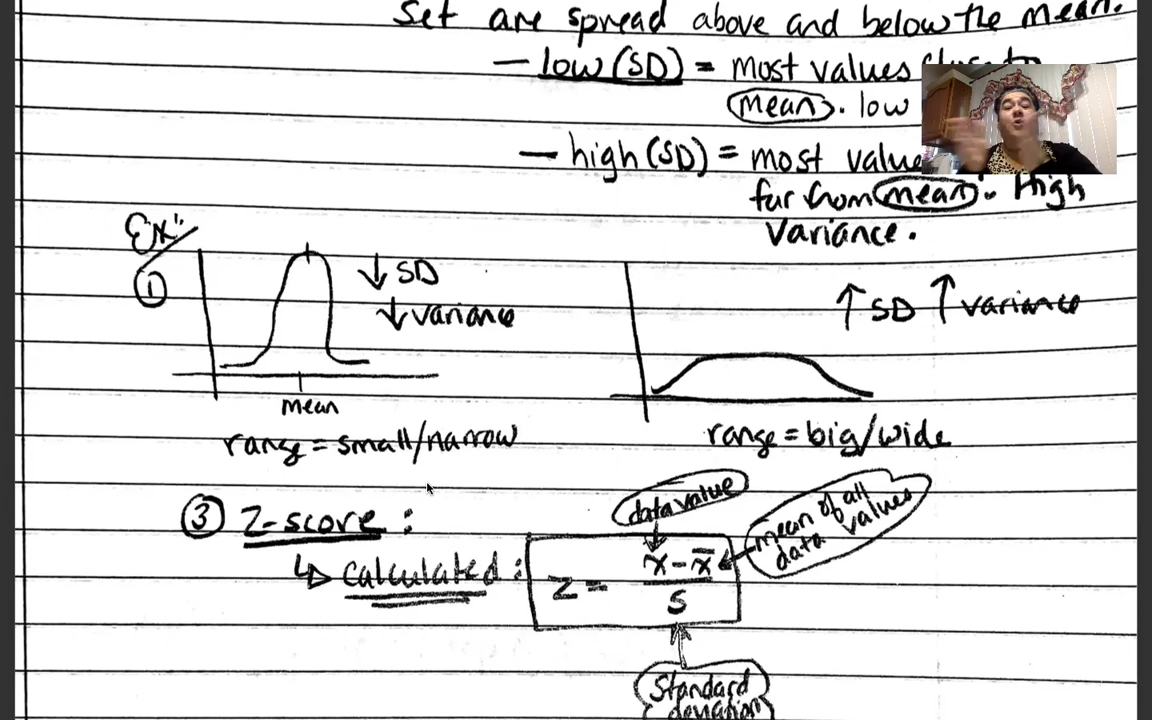 Set are spread above and below the mean.
— low (SD) = most values
mean. low
— high (SD) = most value
far from mean. High
Variance.
Ex:
①
↓ SD
↓ variance
Mean
range = small/narrow
↑ SD ↑ variance
range = big/wide
③ Z-score :
↳ calculated :
z = x - x̄ / s
data value
mean of all
data values
Standard
deviation